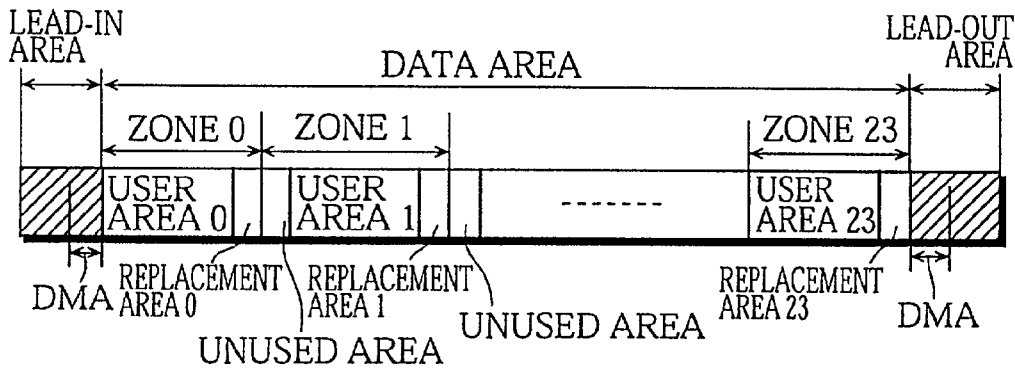 LEAD-IN
AREA
LEAD-OUT
AREA
DATA AREA
ZONE 0
ZONE 1
ZONE 23
USER
AREA 0
USER
AREA 1
USER
AREA 23
DMA
REPLACEMENT
AREA 0
REPLACEMENT
AREA 1
REPLACEMENT
AREA 23
DMA
UNUSED AREA
UNUSED AREA